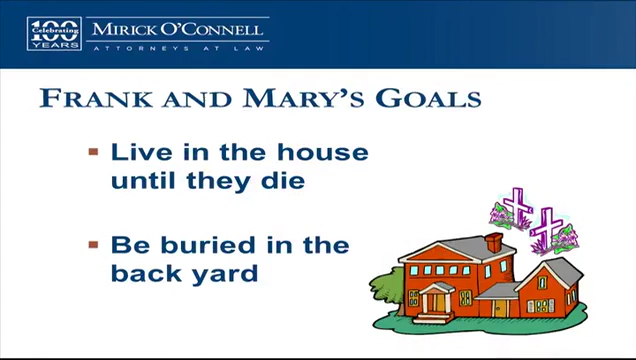 Celebrating
100
YEARS
MIRICK O'CONNELL
ATTORNEYS AT LAW
FRANK AND MARY'S GOALS
Live in the house
until they die
Be buried in the
back yard